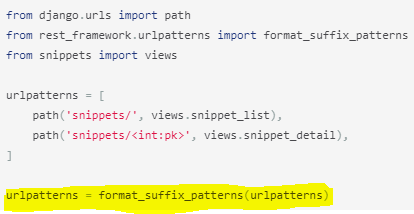 from django.urls import path
from rest_framework.urlpatterns import format_suffix_patterns
from snippets import views
urlpatterns = [
    path('snippets/', views.snippet_list),
    path('snippets/<int:pk>', views.snippet_detail),
]
urlpatterns = format_suffix_patterns(urlpatterns)